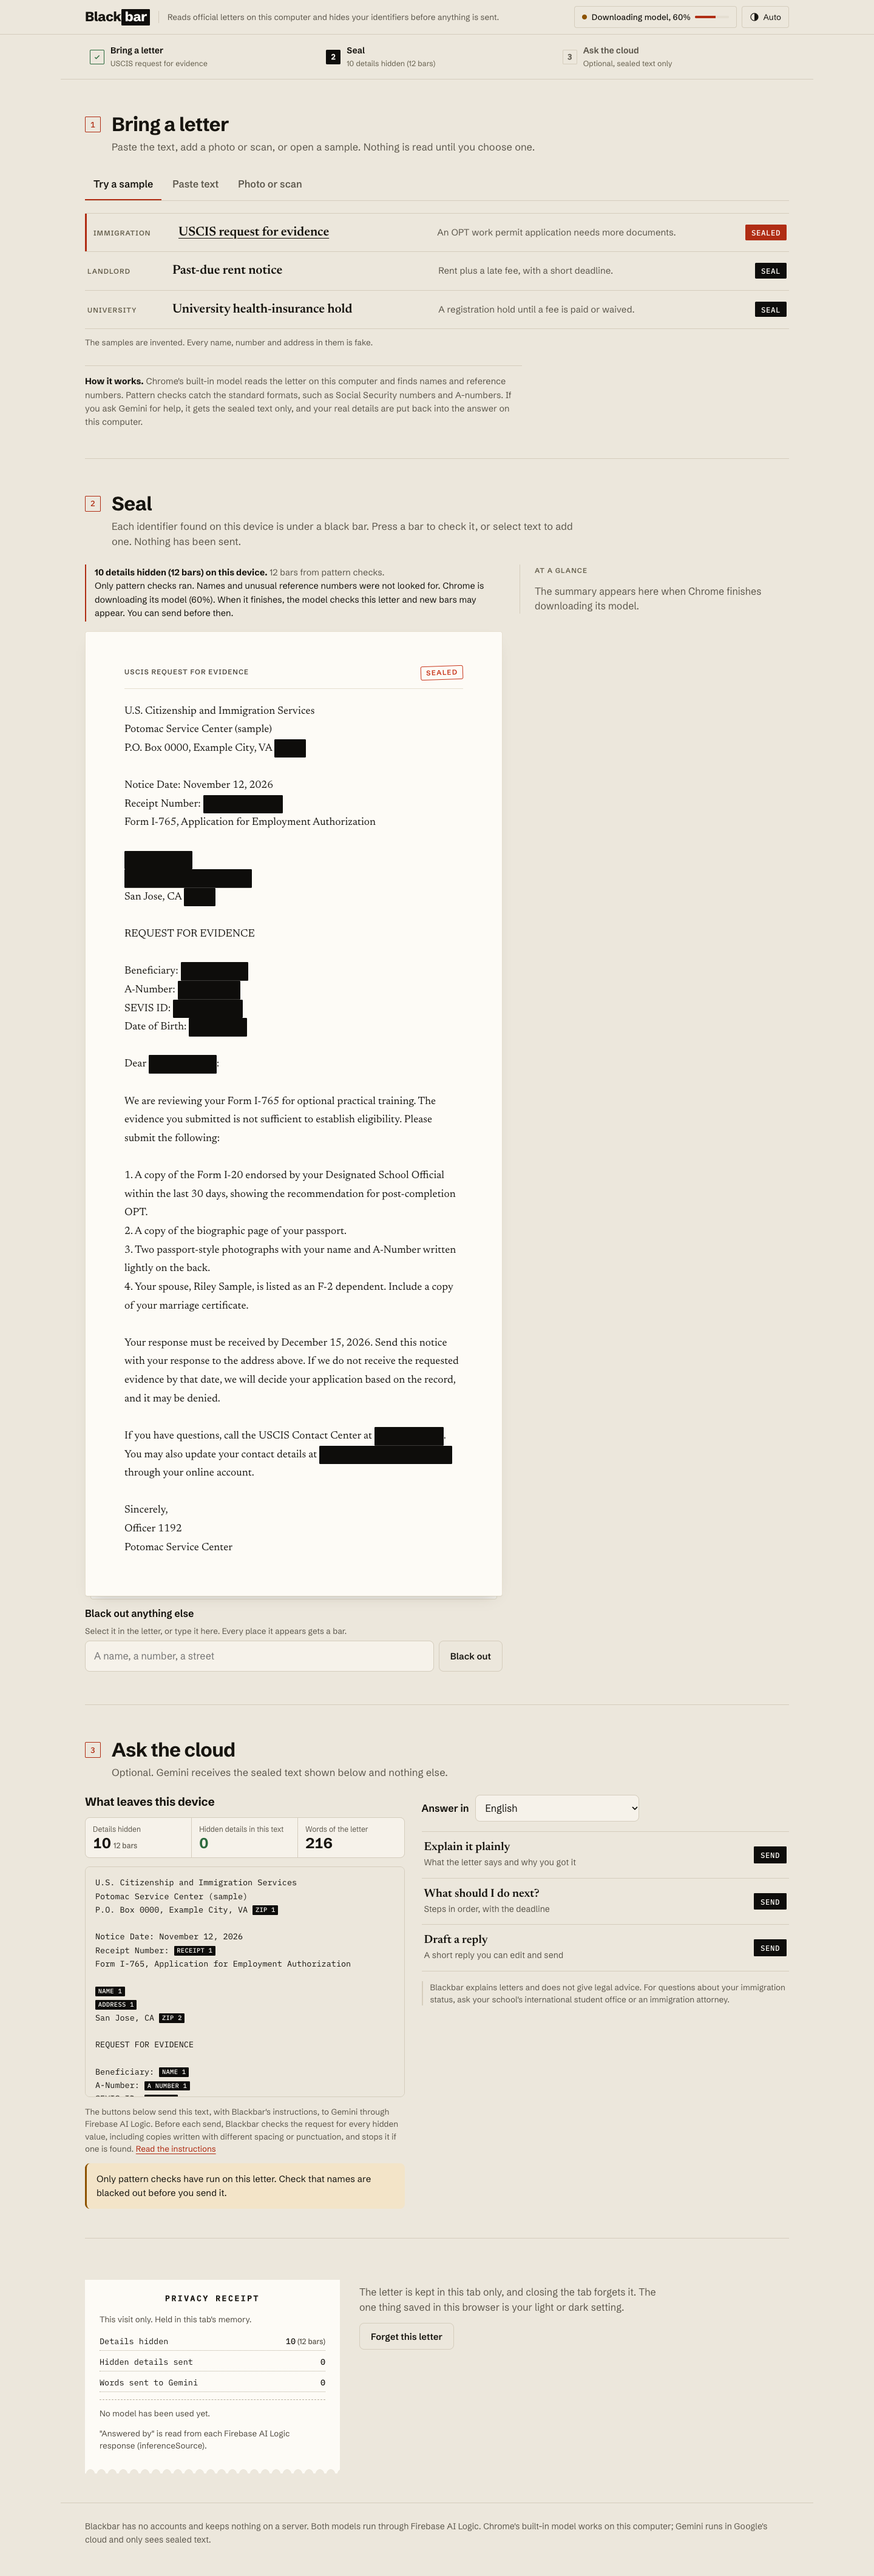 Blackbar
Reads official letters on this computer and hides your identifiers before anything is sent.
Downloading model, 60%
Auto
Bring a letter
USCIS request for evidence
2
Seal
10 details hidden (12 bars)
3
Ask the cloud
Optional, sealed text only
1
Bring a letter
Paste the text, add a photo or scan, or open a sample. Nothing is read until you choose one.
Try a sample
Paste text
Photo or scan
IMMIGRATION
USCIS request for evidence
An OPT work permit application needs more documents.
SEALED
LANDLORD
Past-due rent notice
Rent plus a late fee, with a short deadline.
SEAL
UNIVERSITY
University health-insurance hold
A registration hold until a fee is paid or waived.
SEAL
The samples are invented. Every name, number and address in them is fake.
How it works. Chrome's built-in model reads the letter on this computer and finds names and reference
numbers. Pattern checks catch the standard formats, such as Social Security numbers and A-numbers. If
you ask Gemini for help, it gets the sealed text only, and your real details are put back into the answer on
this computer.
2
Seal
Each identifier found on this device is under a black bar. Press a bar to check it, or select text to add
one. Nothing has been sent.
10 details hidden (12 bars) on this device. 12 bars from pattern checks.
Only pattern checks ran. Names and unusual reference numbers were not looked for. Chrome is
downloading its model (60%). When it finishes, the model checks this letter and new bars may
appear. You can send before then.
AT A GLANCE
The summary appears here when Chrome finishes
downloading its model.
USCIS REQUEST FOR EVIDENCE
SEALED
U.S. Citizenship and Immigration Services
Potomac Service Center (sample)
P.O. Box 0000, Example City, VA
Notice Date: November 12, 2026
Receipt Number:
Form I-765, Application for Employment Authorization
San Jose, CA
REQUEST FOR EVIDENCE
Beneficiary:
A-Number:
SEVIS ID:
Date of Birth:
Dear :
We are reviewing your Form I-765 for optional practical training. The
evidence you submitted is not sufficient to establish eligibility. Please
submit the following:
1. A copy of the Form I-20 endorsed by your Designated School Official
within the last 30 days, showing the recommendation for post-completion
OPT.
2. A copy of the biographic page of your passport.
3. Two passport-style photographs with your name and A-Number written
lightly on the back.
4. Your spouse, Riley Sample, is listed as an F-2 dependent. Include a copy
of your marriage certificate.
Your response must be received by December 15, 2026. Send this notice
with your response to the address above. If we do not receive the requested
evidence by that date, we will decide your application based on the record,
and it may be denied.
If you have questions, call the USCIS Contact Center at .
You may also update your contact details at
through your online account.
Sincerely,
Officer 1192
Potomac Service Center
Black out anything else
Select it in the letter, or type it here. Every place it appears gets a bar.
A name, a number, a street
Black out
3
Ask the cloud
Optional. Gemini receives the sealed text shown below and nothing else.
What leaves this device
Details hidden
10 12 bars
Hidden details in this text
0
Words of the letter
216
U.S. Citizenship and Immigration Services
Potomac Service Center (sample)
P.O. Box 0000, Example City, VA ZIP 1
Notice Date: November 12, 2026
Receipt Number: RECEIPT 1
Form I-765, Application for Employment Authorization
NAME 1
ADDRESS 1
San Jose, CA ZIP 2
REQUEST FOR EVIDENCE
Beneficiary: NAME 1
A-Number: A NUMBER 1
The buttons below send this text, with Blackbar's instructions, to Gemini through
Firebase AI Logic. Before each send, Blackbar checks the request for every hidden
value, including copies written with different spacing or punctuation, and stops it if
one is found. Read the instructions
Only pattern checks have run on this letter. Check that names are
blacked out before you send it.
Answer in
English
Explain it plainly
What the letter says and why you got it
SEND
What should I do next?
Steps in order, with the deadline
SEND
Draft a reply
A short reply you can edit and send
SEND
Blackbar explains letters and does not give legal advice. For questions about your immigration
status, ask your school's international student office or an immigration attorney.
PRIVACY RECEIPT
This visit only. Held in this tab's memory.
Details hidden 10 (12 bars)
Hidden details sent 0
Words sent to Gemini 0
No model has been used yet.
"Answered by" is read from each Firebase AI Logic
response (inferenceSource).
The letter is kept in this tab only, and closing the tab forgets it. The
one thing saved in this browser is your light or dark setting.
Forget this letter
Blackbar has no accounts and keeps nothing on a server. Both models run through Firebase AI Logic. Chrome's built-in model works on this computer; Gemini runs in Google's
cloud and only sees sealed text.